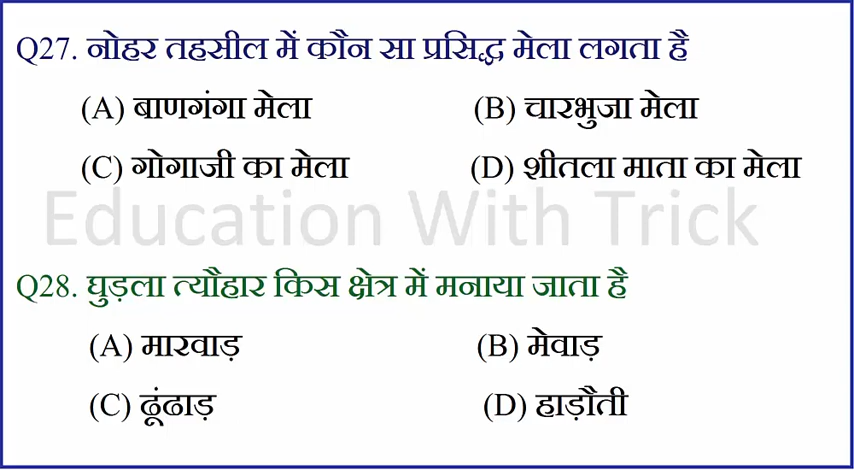 Q27. नोहर तहसील में कौन सा प्रसिद्ध मेला लगता है
(A) बाणगंगा मेला (B) चारभुजा मेला
(C) गोगाजी का मेला (D) शीतला माता का मेला
Education With Trick
Q28. घुड़ला त्यौहार किस क्षेत्र में मनाया जाता है
(A) मारवाड़ (B) मेवाड़
(C) ढूंढाड़ (D) हाड़ौती